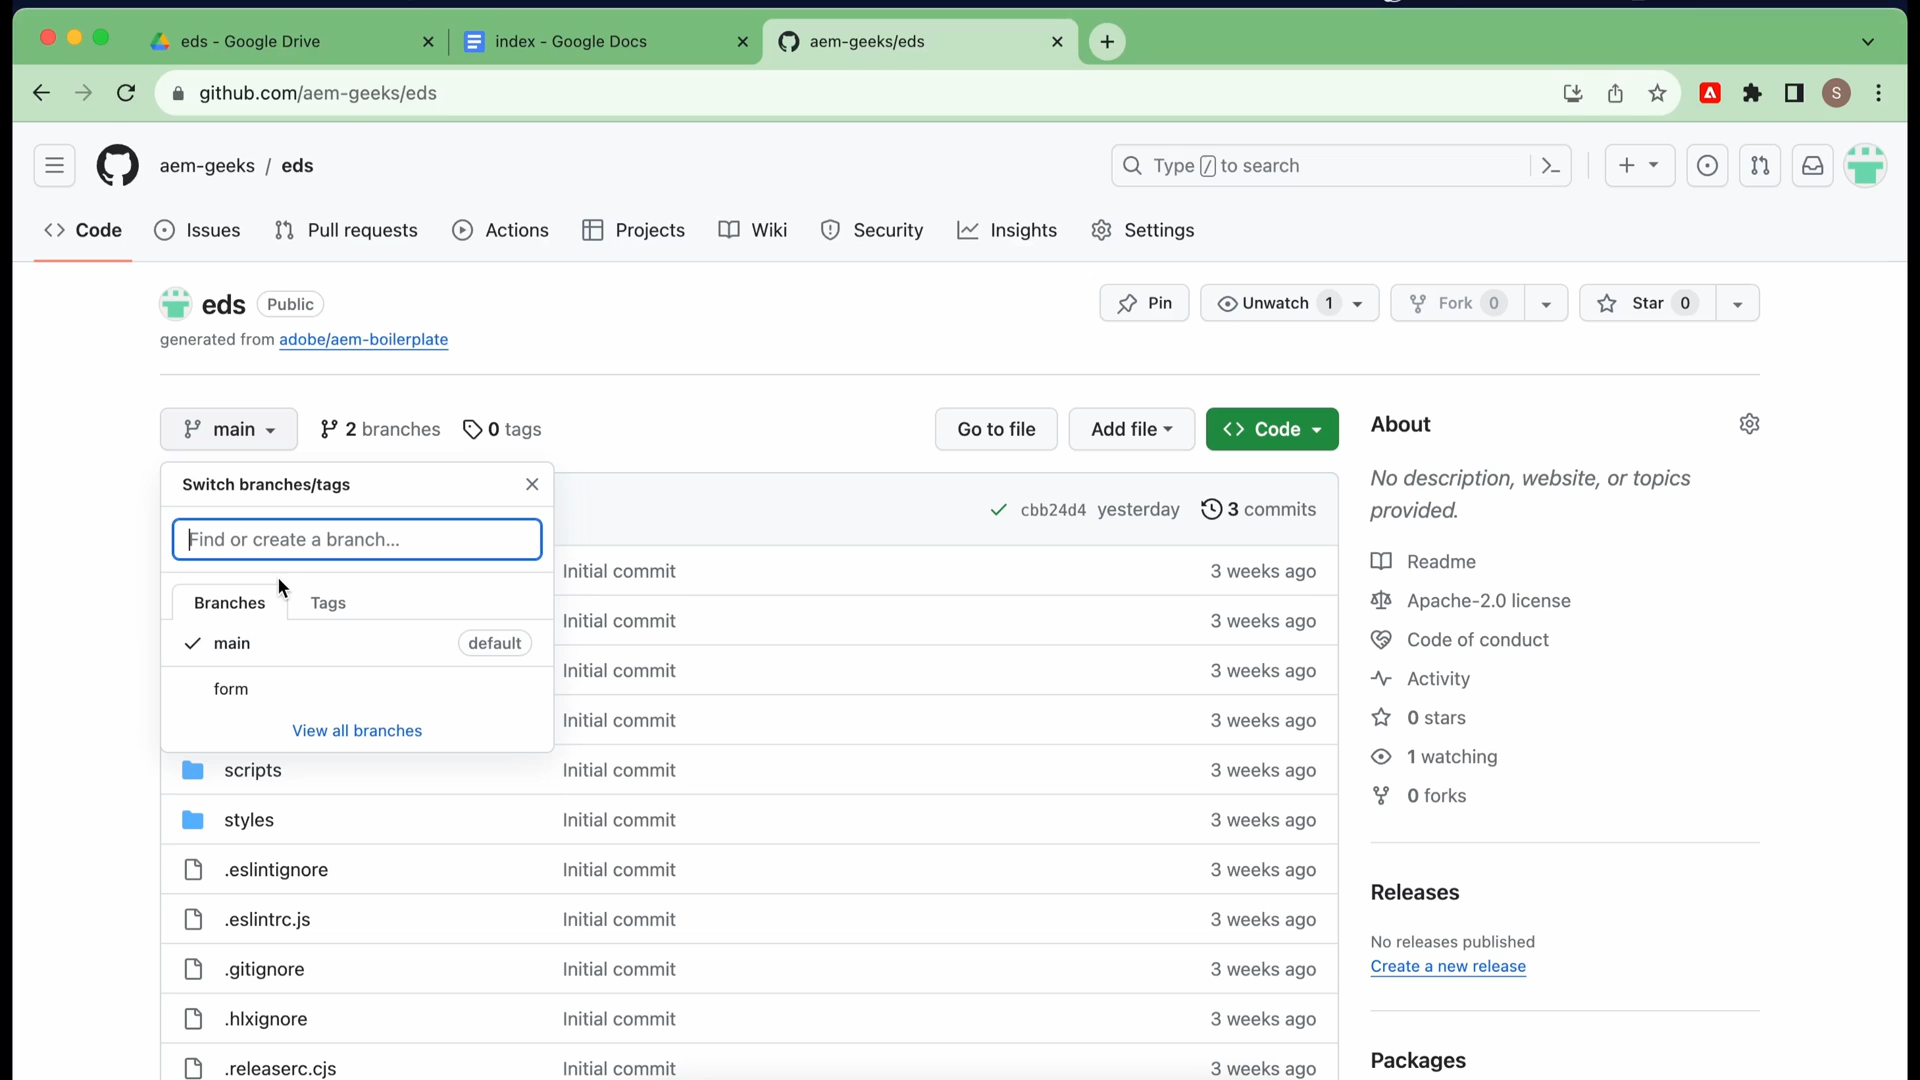 eds - Google Drive
index - Google Docs
aem-geeks/eds
github.com/aem-geeks/eds
S
aem-geeks / eds
Type / to search
Code
Issues
Pull requests
Actions
Projects
Wiki
Security
Insights
Settings
eds Public
Pin
Unwatch 1
Fork 0
Star 0
generated from adobe/aem-boilerplate
main
2 branches
0 tags
Go to file
Add file
Code
About
Switch branches/tags
No description, website, or topics
provided.
cbb24d4 yesterday
3 commits
Find or create a branch...
Initial commit 3 weeks ago
Readme
Branches
Tags
Apache-2.0 license
Initial commit 3 weeks ago
main default
Code of conduct
Initial commit 3 weeks ago
form
Activity
Initial commit 3 weeks ago
View all branches
0 stars
scripts Initial commit 3 weeks ago
1 watching
0 forks
styles Initial commit 3 weeks ago
.eslintignore Initial commit 3 weeks ago
Releases
.eslintrc.js Initial commit 3 weeks ago
No releases published
Create a new release
.gitignore Initial commit 3 weeks ago
.hlxignore Initial commit 3 weeks ago
Packages
.releaserc.cjs Initial commit 3 weeks ago